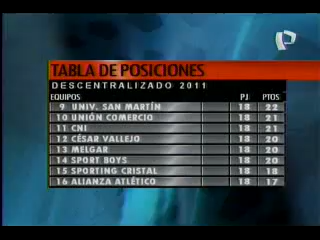 TABLA DE POSICIONES
DESCENTRALIZADO 2011
EQUIPOS PJ PTOS
9 UNIV. SAN MARTÍN 18 22
10 UNIÓN COMERCIO 18 21
11 CNI 18 21
12 CÉSAR VALLEJO 18 20
13 MELGAR 18 20
14 SPORT BOYS 18 20
15 SPORTING CRISTAL 18 18
16 ALIANZA ATLÉTICO 18 17